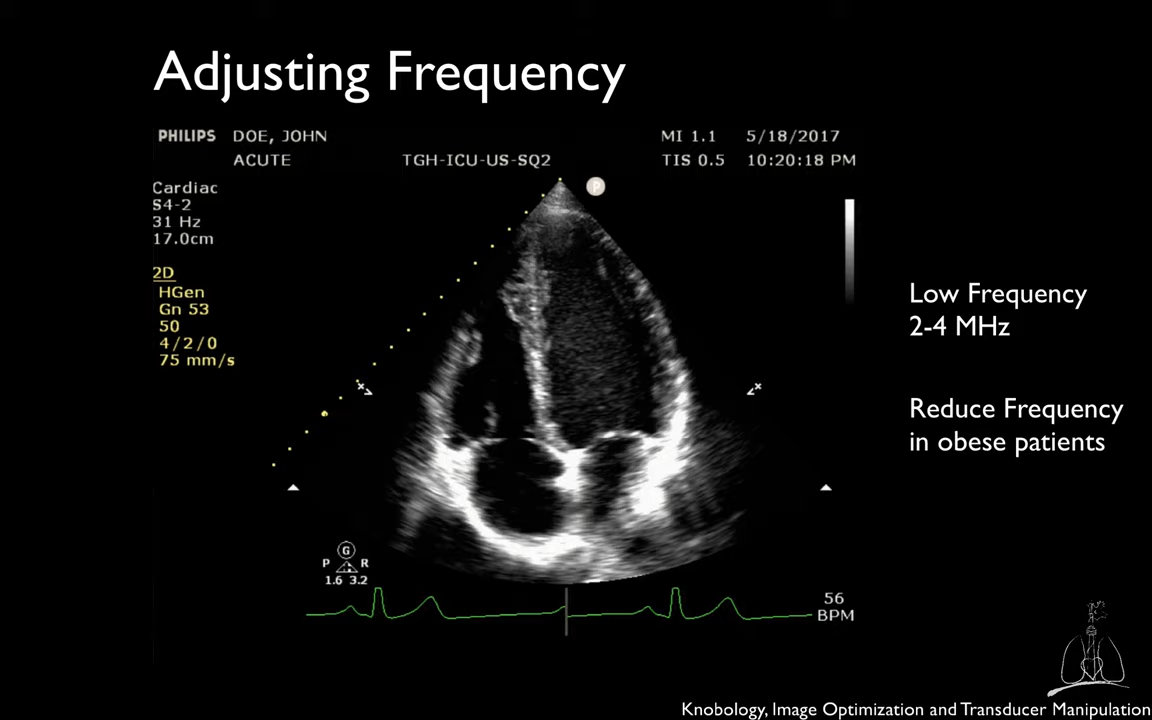 Adjusting Frequency
PHILIPS DOE, JOHN MI 1.1 5/18/2017
ACUTE TGH-ICU-US-SQ2 TIS 0.5 10:20:18 PM
P
Cardiac
S4-2
31 Hz
17.0cm
2D
HGen
Gn 53
50
4/2/0
75 mm/s
Low Frequency
2-4 MHz
Reduce Frequency
in obese patients
G
P R
1.6 3.2
56
BPM
Knobology, Image Optimization and Transducer Manipulation